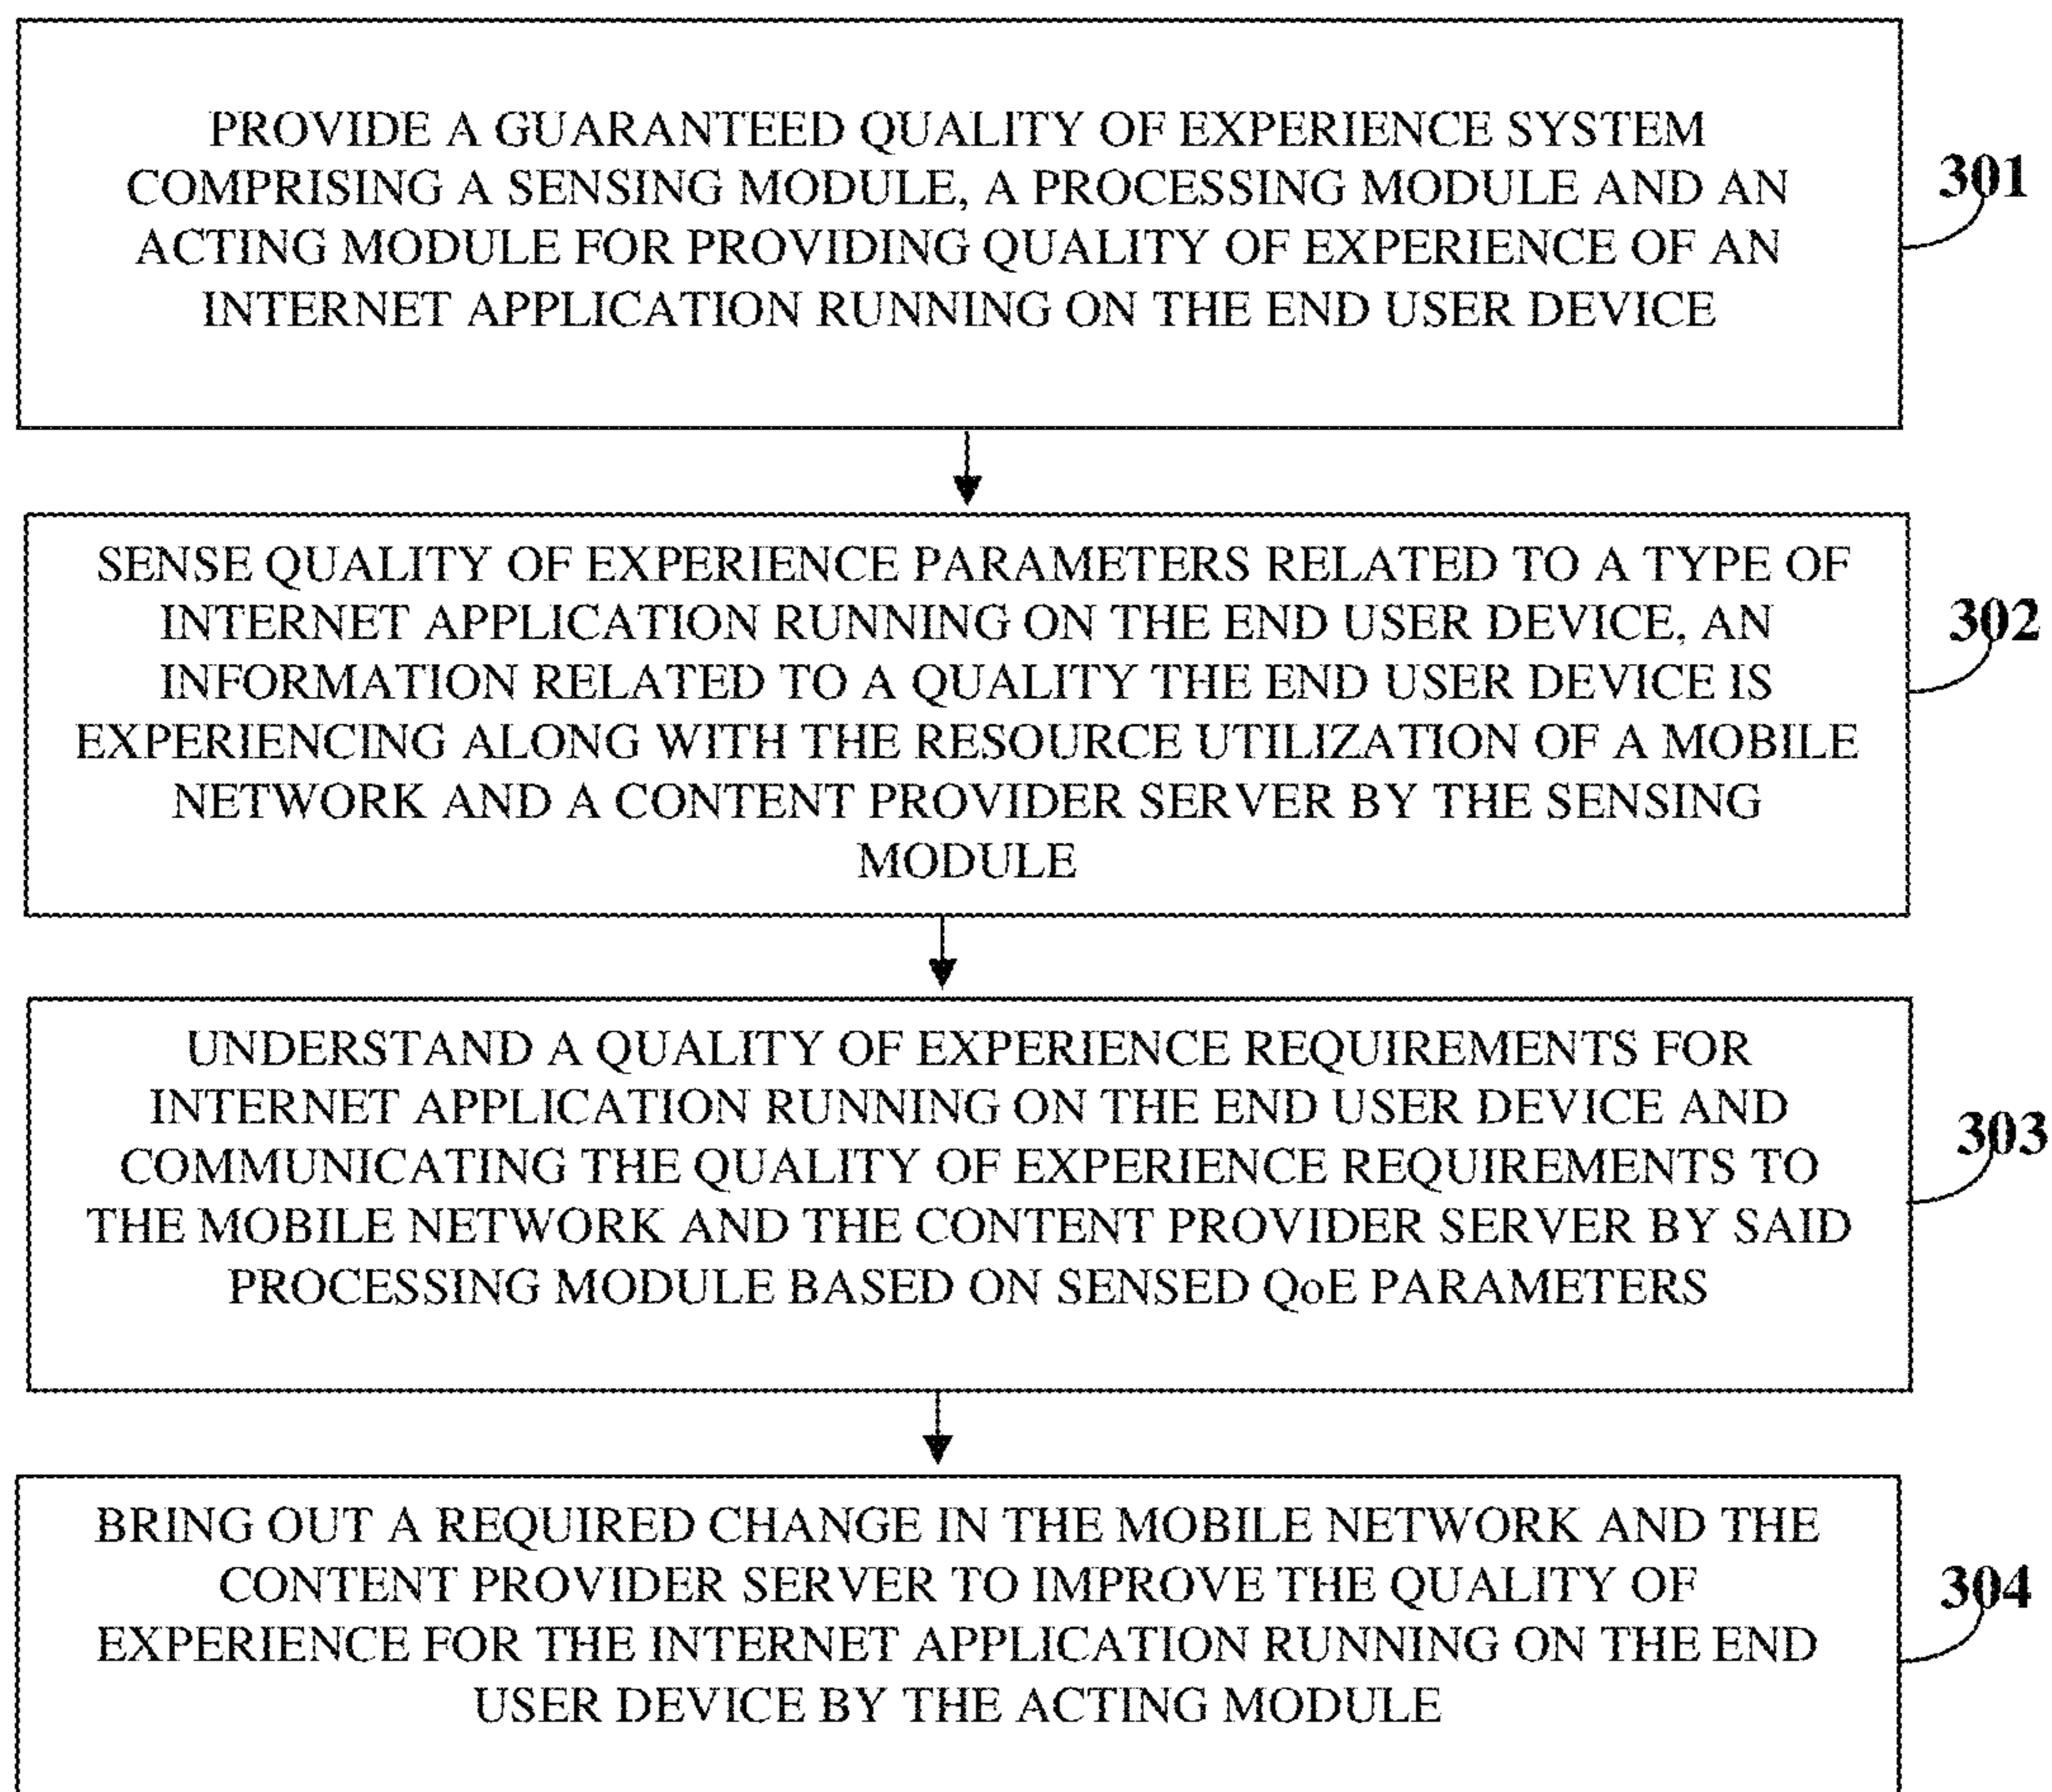 PROVIDE A GUARANTEED QUALITY OF EXPERIENCE SYSTEM
COMPRISING A SENSING MODULE, A PROCESSING MODULE AND AN
ACTING MODULE FOR PROVIDING QUALITY OF EXPERIENCE OF AN
INTERNET APPLICATION RUNNING ON THE END USER DEVICE
301
SENSE QUALITY OF EXPERIENCE PARAMETERS RELATED TO A TYPE OF
INTERNET APPLICATION RUNNING ON THE END USER DEVICE, AN
INFORMATION RELATED TO A QUALITY THE END USER DEVICE IS
EXPERIENCING ALONG WITH THE RESOURCE UTILIZATION OF A MOBILE
NETWORK AND A CONTENT PROVIDER SERVER BY THE SENSING
MODULE
302
UNDERSTAND A QUALITY OF EXPERIENCE REQUIREMENTS FOR
INTERNET APPLICATION RUNNING ON THE END USER DEVICE AND
COMMUNICATING THE QUALITY OF EXPERIENCE REQUIREMENTS TO
THE MOBILE NETWORK AND THE CONTENT PROVIDER SERVER BY SAID
PROCESSING MODULE BASED ON SENSED QoE PARAMETERS
303
BRING OUT A REQUIRED CHANGE IN THE MOBILE NETWORK AND THE
CONTENT PROVIDER SERVER TO IMPROVE THE QUALITY OF
EXPERIENCE FOR THE INTERNET APPLICATION RUNNING ON THE END
USER DEVICE BY THE ACTING MODULE
304